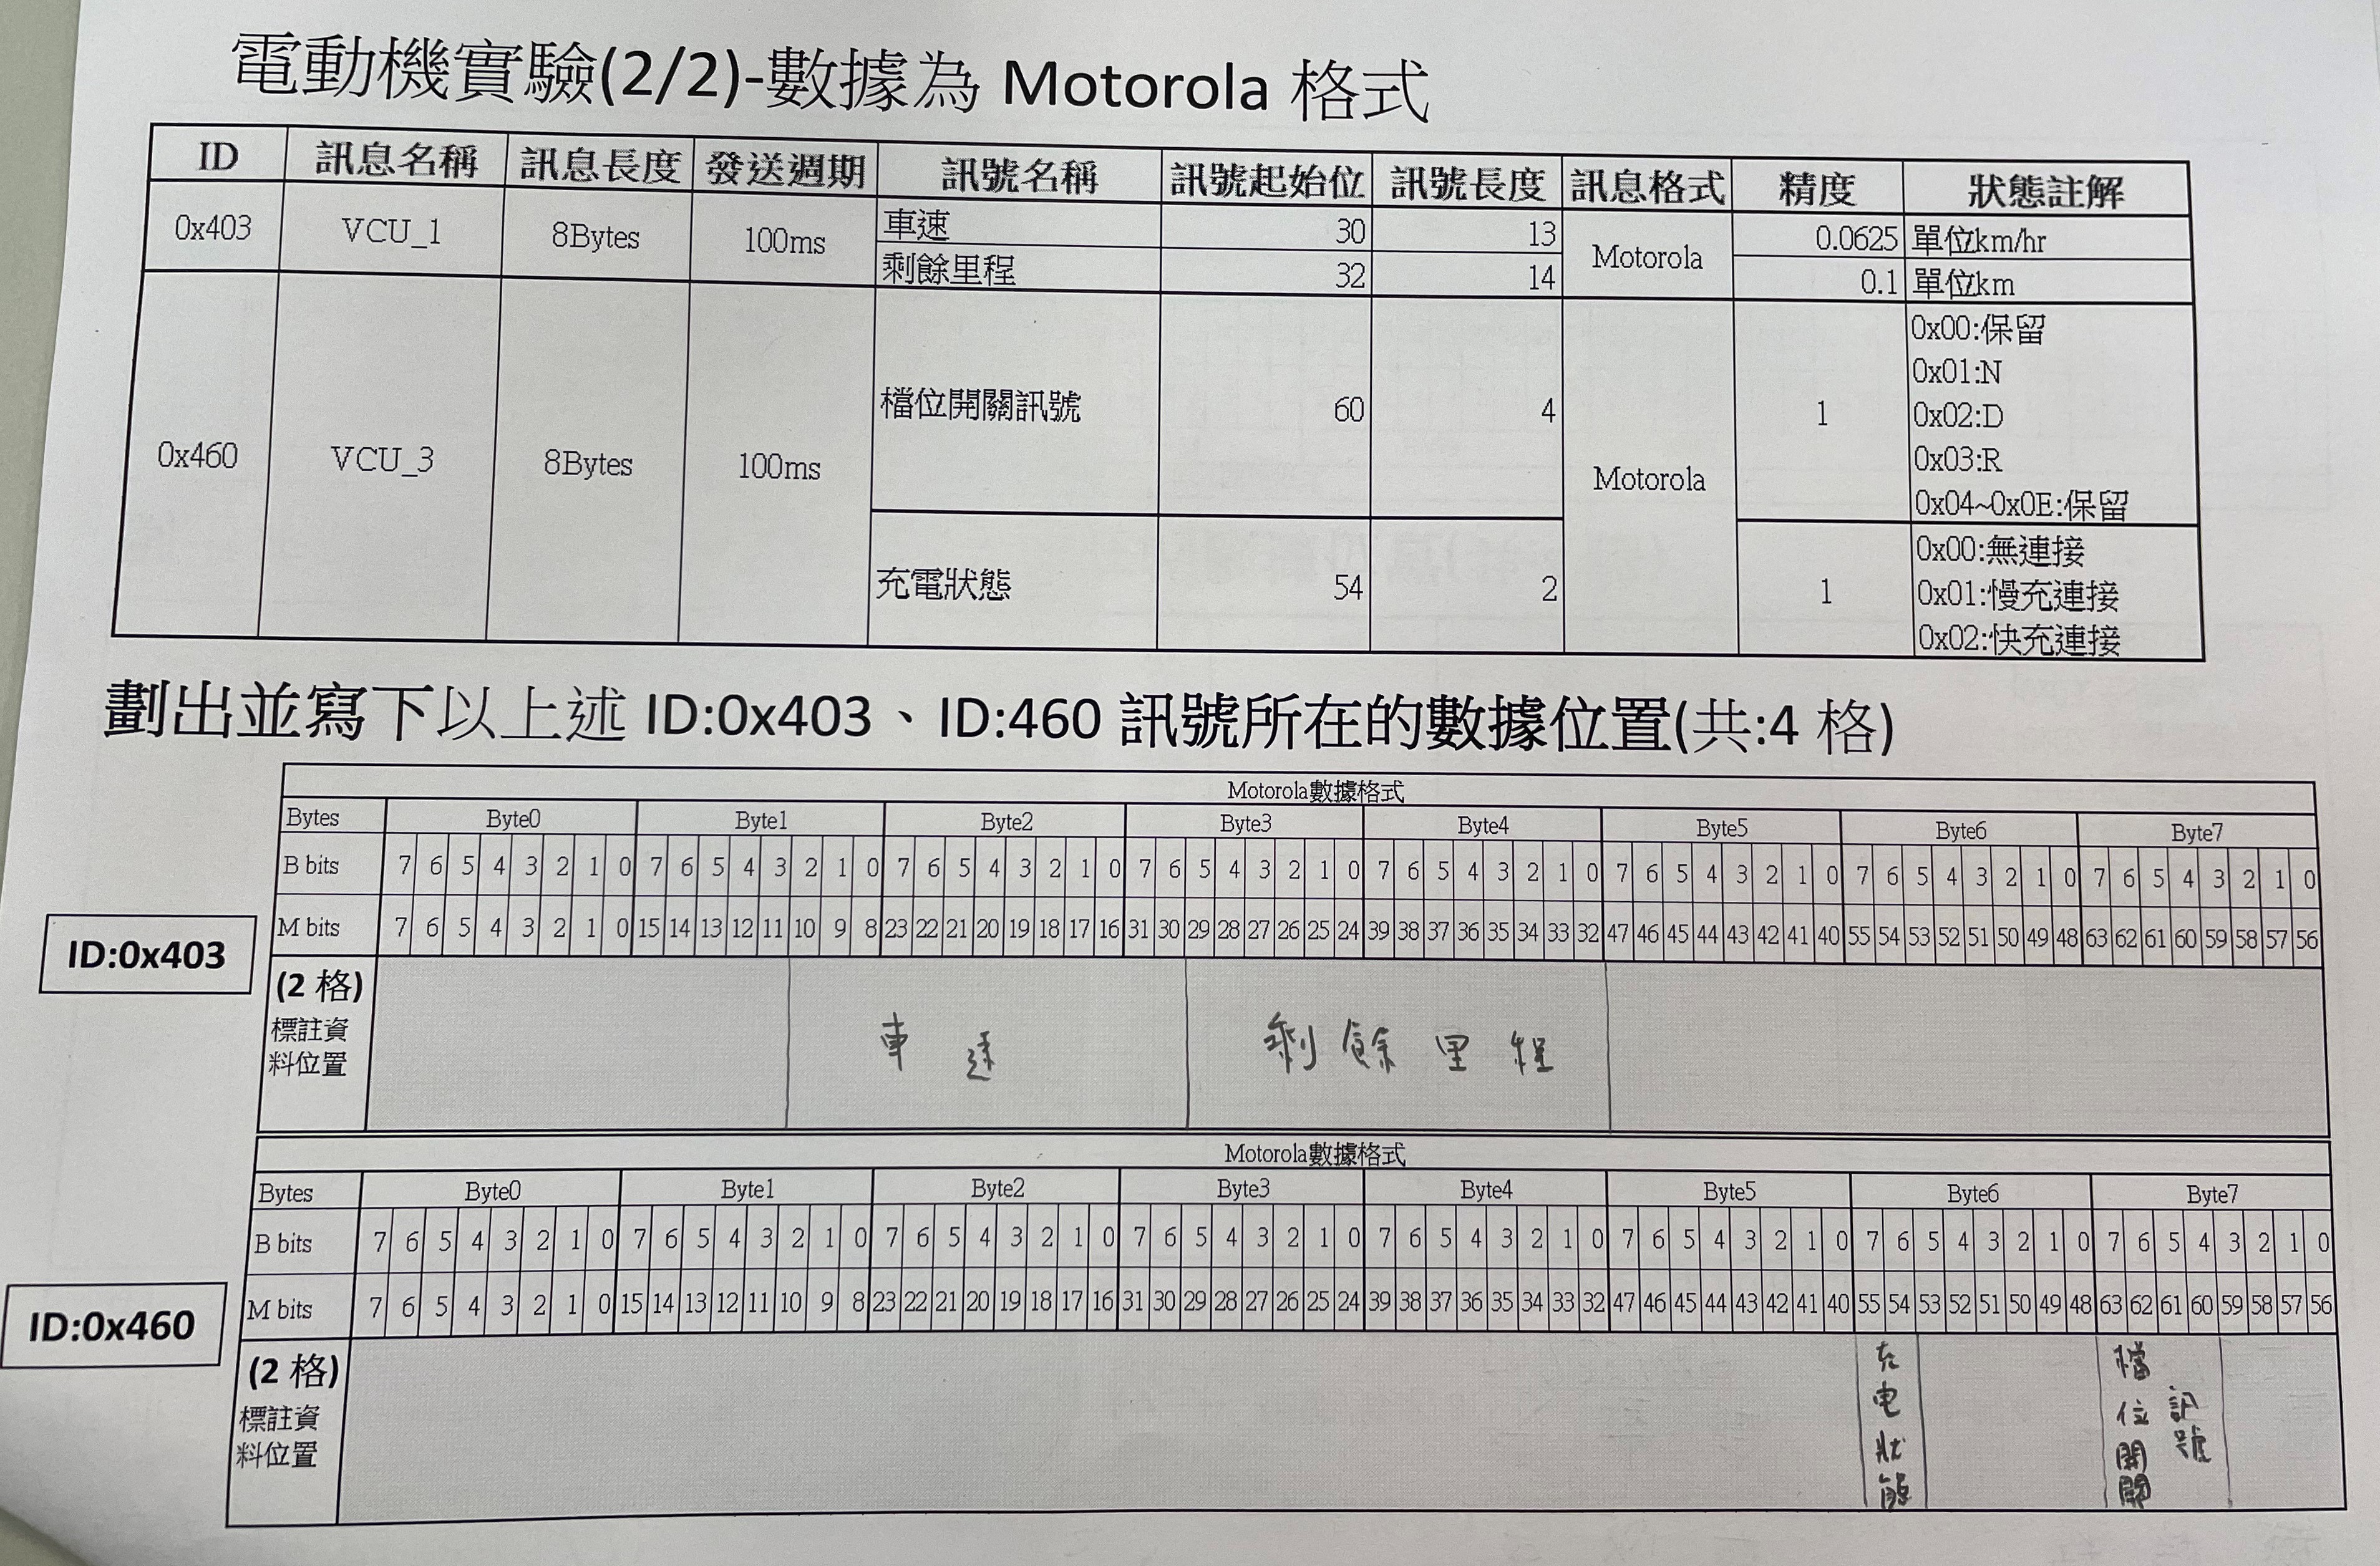 電動機實驗(2/2)-數據為 Motorola 格式
ID 訊息名稱 訊息長度 發送週期 訊號名稱 訊號起始位 訊號長度 訊息格式 精度 狀態註解
0x403 VCU_1 8Bytes 100ms 車速 30 13 Motorola 0.0625 單位km/hr
剩餘里程 32 14 0.1 單位km
0x460 VCU_3 8Bytes 100ms 檔位開關訊號 60 4 Motorola 1 0x00:保留
0x01:N
0x02:D
0x03:R
0x04~0x0E:保留
充電狀態 54 2 1 0x00:無連接
0x01:慢充連接
0x02:快充連接
劃出並寫下以上述 ID:0x403、ID:460 訊號所在的數據位置(共:4 格)
Motorola數據格式
Bytes Byte0 Byte1 Byte2 Byte3 Byte4 Byte5 Byte6 Byte7
B bits 7 6 5 4 3 2 1 0 7 6 5 4 3 2 1 0 7 6 5 4 3 2 1 0 7 6 5 4 3 2 1 0 7 6 5 4 3 2 1 0 7 6 5 4 3 2 1 0 7 6 5 4 3 2 1 0 7 6 5 4 3 2 1 0
M bits 7 6 5 4 3 2 1 0 15 14 13 12 11 10 9 8 23 22 21 20 19 18 17 16 31 30 29 28 27 26 25 24 39 38 37 36 35 34 33 32 47 46 45 44 43 42 41 40 55 54 53 52 51 50 49 48 63 62 61 60 59 58 57 56
ID:0x403
(2 格)
標註資
料位置
車速 剩餘里程
Motorola數據格式
Bytes Byte0 Byte1 Byte2 Byte3 Byte4 Byte5 Byte6 Byte7
B bits 7 6 5 4 3 2 1 0 7 6 5 4 3 2 1 0 7 6 5 4 3 2 1 0 7 6 5 4 3 2 1 0 7 6 5 4 3 2 1 0 7 6 5 4 3 2 1 0 7 6 5 4 3 2 1 0 7 6 5 4 3 2 1 0
M bits 7 6 5 4 3 2 1 0 15 14 13 12 11 10 9 8 23 22 21 20 19 18 17 16 31 30 29 28 27 26 25 24 39 38 37 36 35 34 33 32 47 46 45 44 43 42 41 40 55 54 53 52 51 50 49 48 63 62 61 60 59 58 57 56
ID:0x460
(2 格)
標註資
料位置
充电狀態
檔位開關
訊號